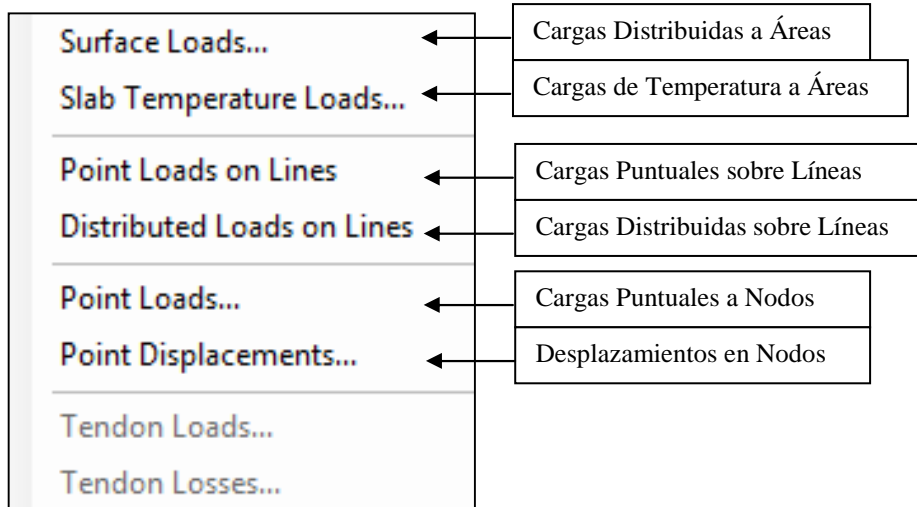 Surface Loads...
Cargas Distribuidas a Áreas
Slab Temperature Loads...
Cargas de Temperatura a Áreas
Point Loads on Lines
Cargas Puntuales sobre Líneas
Distributed Loads on Lines
Cargas Distribuidas sobre Líneas
Point Loads...
Cargas Puntuales a Nodos
Point Displacements...
Desplazamientos en Nodos
Tendon Loads...
Tendon Losses...